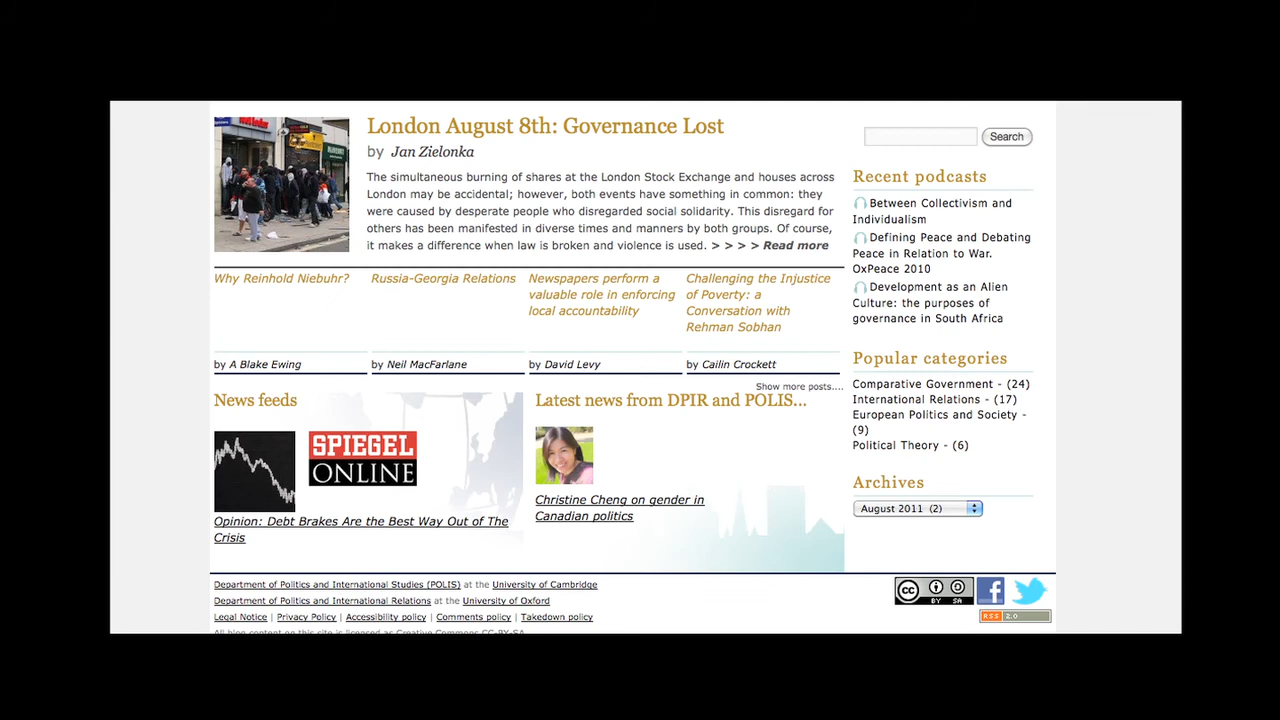 London August 8th: Governance Lost
by Jan Zielonka
The simultaneous burning of shares at the London Stock Exchange and houses across
London may be accidental; however, both events have something in common: they
were caused by desperate people who disregarded social solidarity. This disregard for
others has been manifested in diverse times and manners by both groups. Of course,
it makes a difference when law is broken and violence is used. > > > > Read more
Why Reinhold Niebuhr?
by A Blake Ewing
Russia-Georgia Relations
by Neil MacFarlane
Newspapers perform a
valuable role in enforcing
local accountability
by David Levy
Challenging the Injustice
of Poverty: a
Conversation with
Rehman Sobhan
by Cailin Crockett
Show more posts....
News feeds
SPIEGEL
ONLINE
Opinion: Debt Brakes Are the Best Way Out of The
Crisis
Latest news from DPIR and POLIS...
Christine Cheng on gender in
Canadian politics
Search
Recent podcasts
Between Collectivism and
Individualism
Defining Peace and Debating
Peace in Relation to War.
OxPeace 2010
Development as an Alien
Culture: the purposes of
governance in South Africa
Popular categories
Comparative Government - (24)
International Relations - (17)
European Politics and Society -
(9)
Political Theory - (6)
Archives
August 2011 (2)
Department of Politics and International Studies (POLIS) at the University of Cambridge
Department of Politics and International Relations at the University of Oxford
Legal Notice | Privacy Policy | Accessibility policy | Comments policy | Takedown policy
All blog content on this site is licensed as Creative Commons CC-BY-SA
cc BY SA
f
RSS 2.0